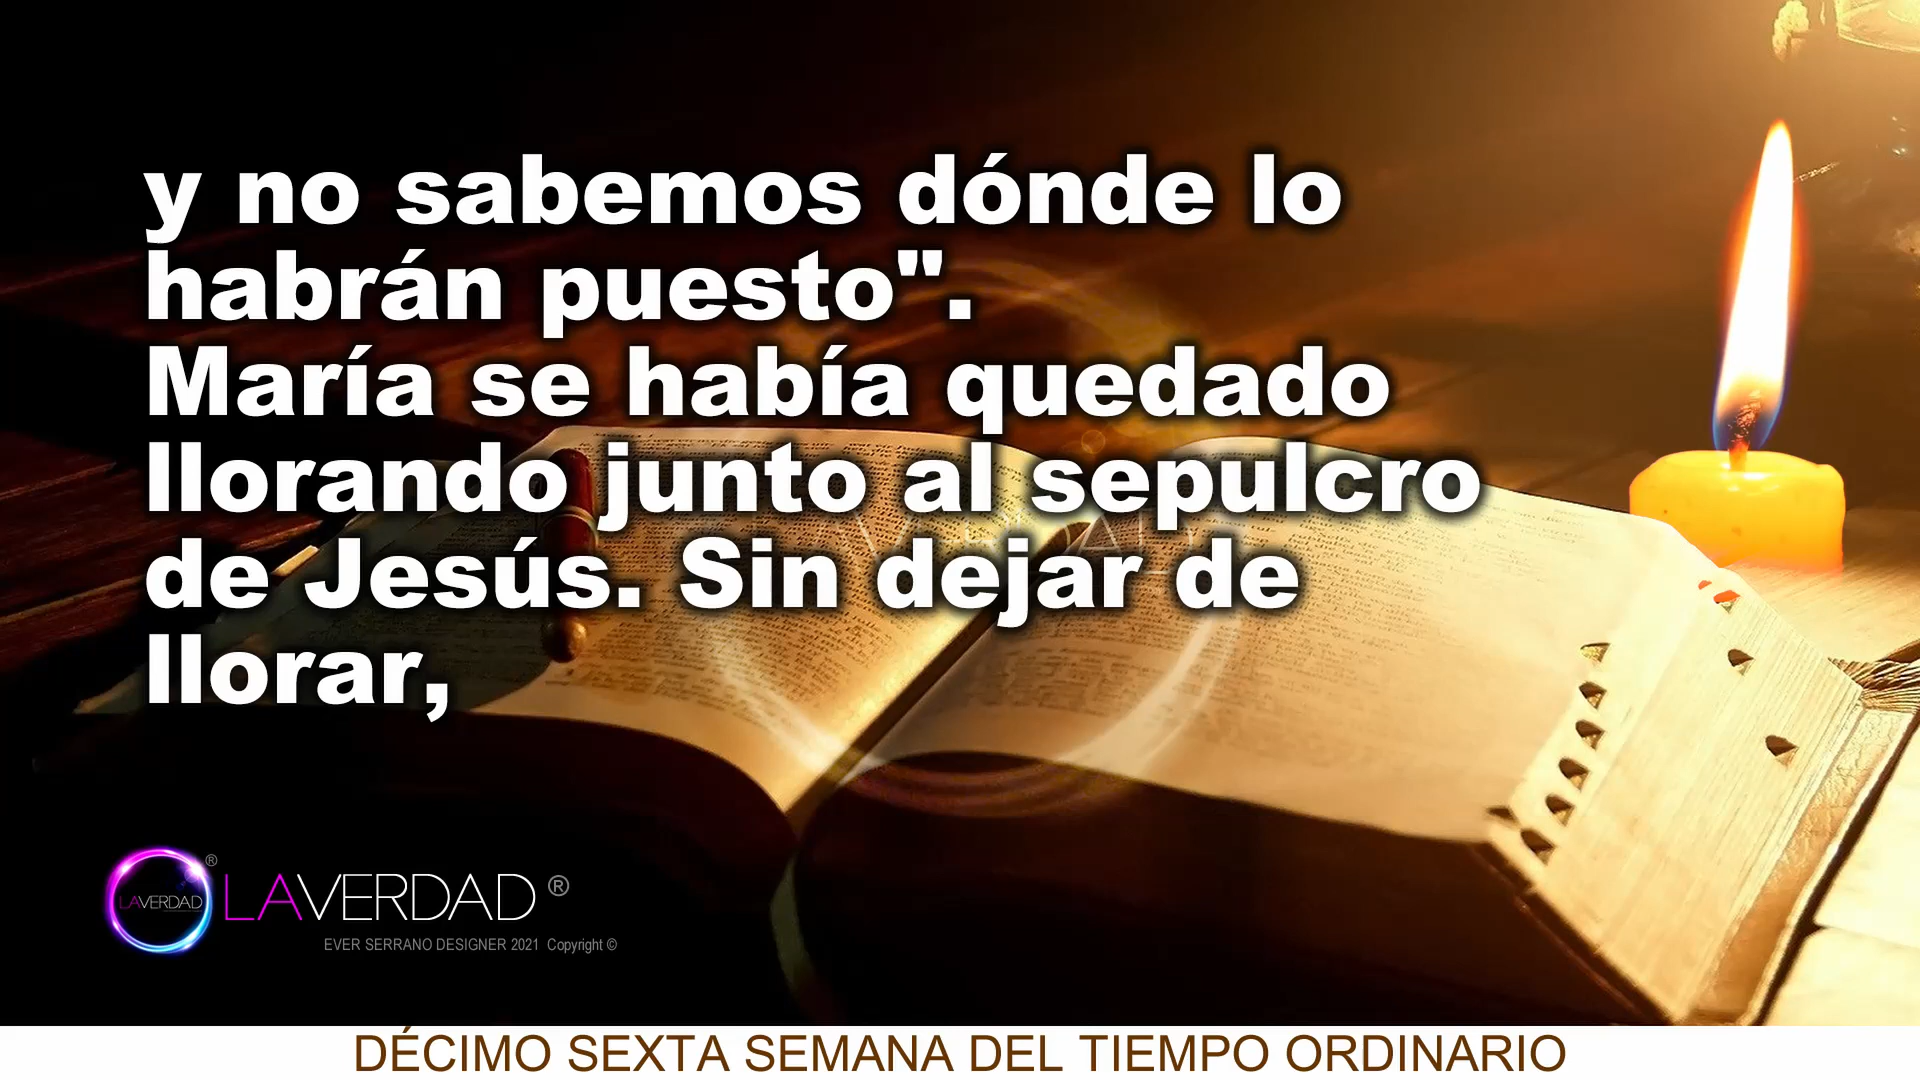 y no sabemos dónde lo
habrán puesto".
María se había quedado
llorando junto al sepulcro
de Jesús. Sin dejar de
llorar,
LAVERDAD ®
LAVERDAD ®
EVER SERRANO DESIGNER 2021 Copyright ©
DÉCIMO SEXTA SEMANA DEL TIEMPO ORDINARIO